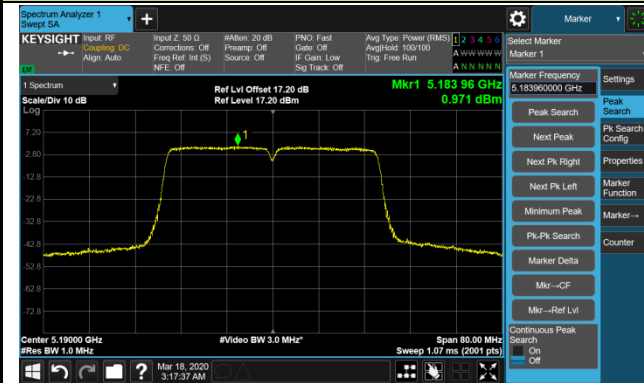 Spectrum Analyzer 1
Swept SA
+
Marker
KEYSIGHT
Input: RF
Coupling: DC
Align: Auto
Input Z: 50 Ω
Corrections: Off
Freq Ref: Int (S)
NFE: Off
#Atten: 20 dB
Preamp: Off
Source: Off
PNO: Fast
Gate: Off
IF Gain: Low
Sig Track: Off
Avg Type: Power (RMS)
Avg|Hold: 100/100
Trig: Free Run
1 2 3 4 5 6
A W W W W W
A N N N N N
Select Marker
Marker 1
1 Spectrum
Scale/Div 10 dB
Log
Ref Lvl Offset 17.20 dB
Ref Level 17.20 dBm
Mkr1 5.183 96 GHz
0.971 dBm
7.20
-2.80
-12.8
-22.8
-32.8
-42.8
-52.8
-62.8
-72.8
1
Center 5.19000 GHz
#Res BW 1.0 MHz
#Video BW 3.0 MHz*
Span 80.00 MHz
Sweep 1.07 ms (2001 pts)
Marker Frequency
5.183960000 GHz
Peak Search
Next Peak
Next Pk Right
Next Pk Left
Minimum Peak
Pk-Pk Search
Marker Delta
Mkr→CF
Mkr→Ref Lvl
Continuous Peak
Search
On
Off
Settings
Peak
Search
Pk Search
Config
Properties
Marker
Function
Marker→
Counter
?
Mar 18, 2020
3:17:37 AM